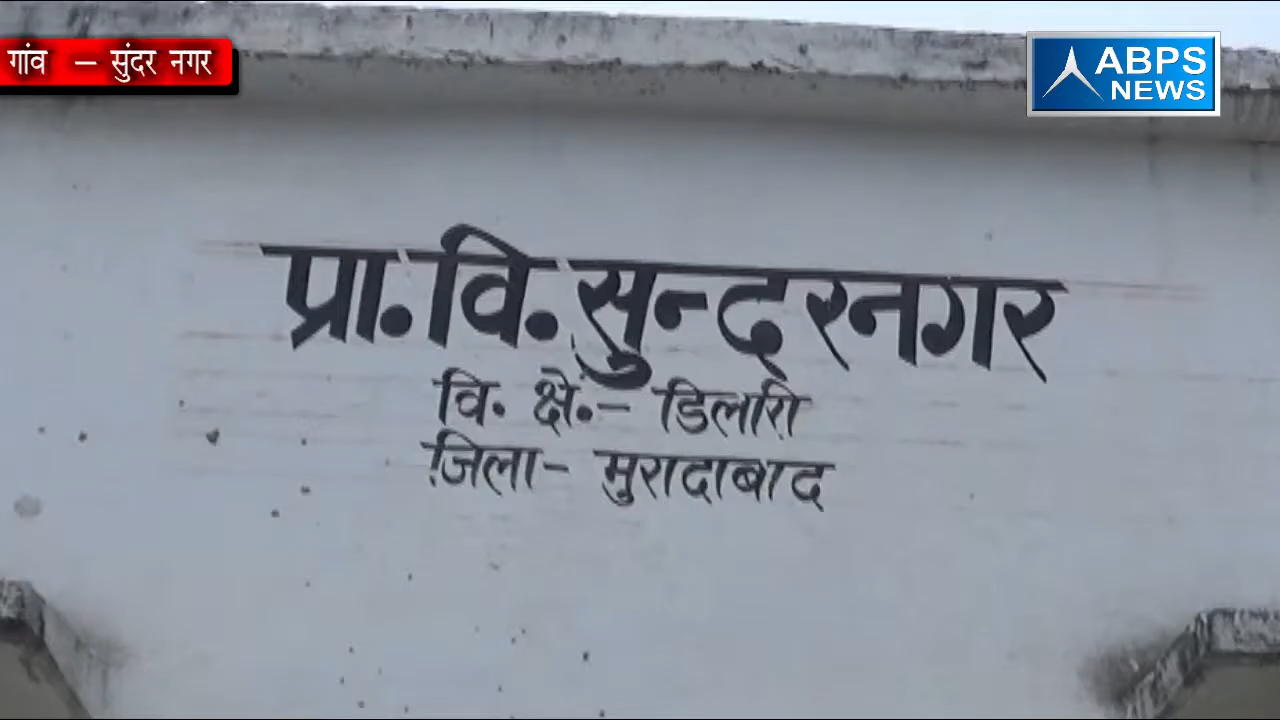 गांव – सुंदर नगर
ABPS
NEWS
प्रा.वि.सुन्दरनगर
वि. क्षे.- डिलारी
ज़िला- मुरादाबाद